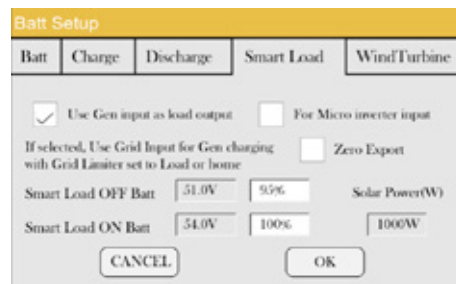 Batt Setup
Batt Charge Discharge Smart Load WindTurbine
Use Gen input as load output For Micro inverter input
If selected, Use Grid Input for Gen charging
with Grid Limiter set to Load or home
Zero Export
Smart Load OFF Batt 51.0V 95% Solar Power(W)
Smart Load ON Batt 54.0V 100% 1000W
CANCEL OK